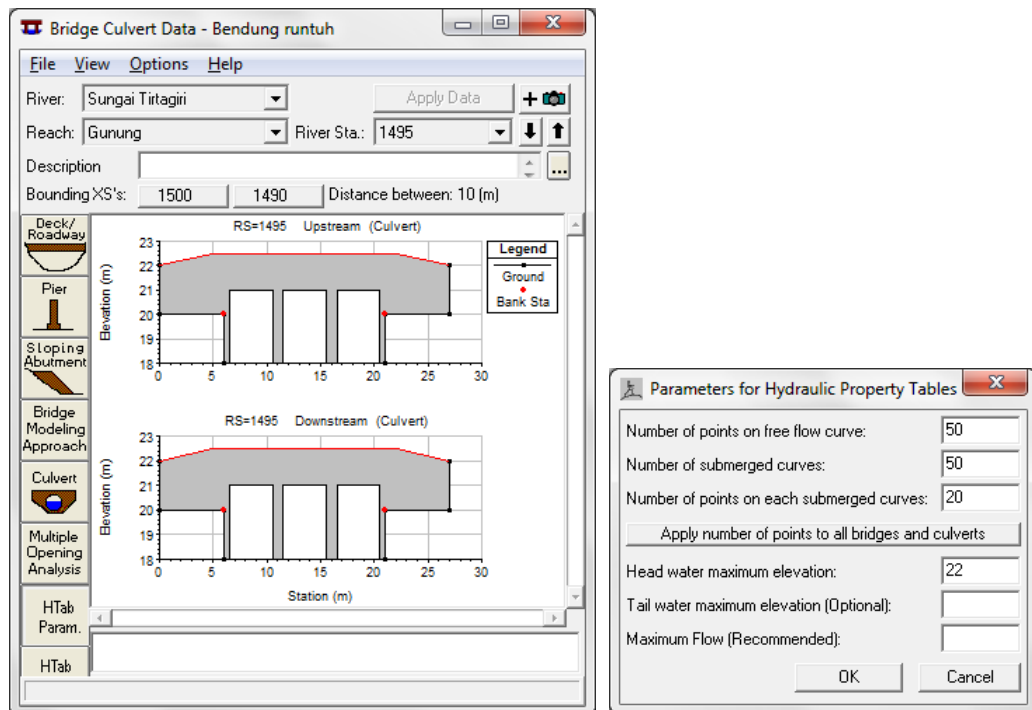 Bridge Culvert Data - Bendung runtuh
File View Options Help
River: Sungai Tirtagiri Apply Data +
Reach: Gunung River Sta.: 1495
Description ...
Bounding XS's: 1500 1490 Distance between: 10 (m)
Deck/
Roadway
Pier
Sloping
Abutment
Bridge
Modeling
Approach
Culvert
Multiple
Opening
Analysis
HTab
Param.
HTab
RS=1495 Upstream (Culvert)
Elevation (m)
23
22
21
20
19
18
0 5 10 15 20 25 30
Legend
Ground
Bank Sta
RS=1495 Downstream (Culvert)
Elevation (m)
23
22
21
20
19
18
0 5 10 15 20 25 30
Station (m)
Parameters for Hydraulic Property Tables
Number of points on free flow curve: 50
Number of submerged curves: 50
Number of points on each submerged curves: 20
Apply number of points to all bridges and culverts
Head water maximum elevation: 22
Tail water maximum elevation (Optional):
Maximum Flow (Recommended):
OK Cancel